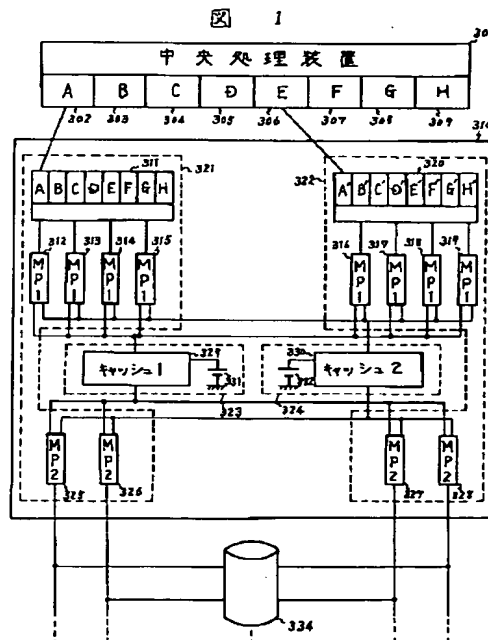 図 1
中央処理装置
A B C D E F G H
302 303 304 305 306 307 308 309
311 321
A B C D E F G H
320 322
A' B' C' D' E' F' G' H'
312 313 314 315
MP1 MP1 MP1 MP1
316 317 318 319
MP1 MP1 MP1 MP1
キャッシュ1 329 331 323
キャッシュ2 330 332 324
MP2 MP2 MP2 MP2
325 326 327 328
334